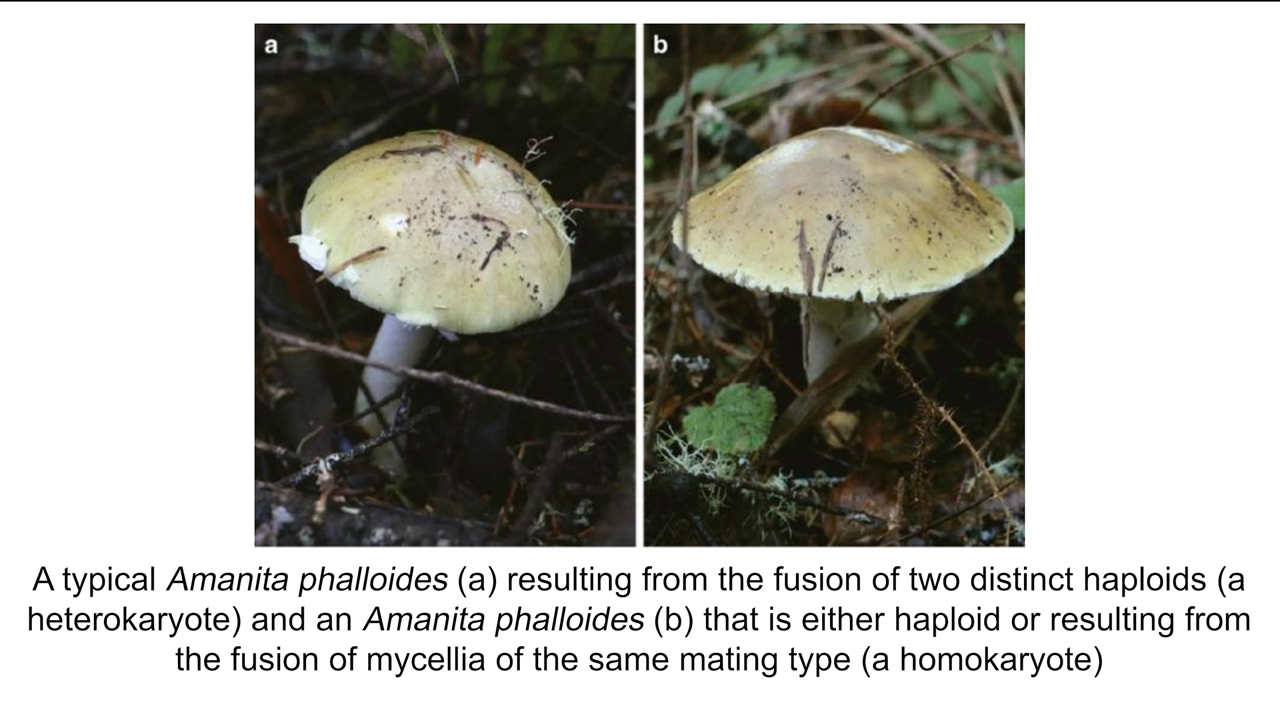 a
b
A typical Amanita phalloides (a) resulting from the fusion of two distinct haploids (a
heterokaryote) and an Amanita phalloides (b) that is either haploid or resulting from
the fusion of mycellia of the same mating type (a homokaryote)